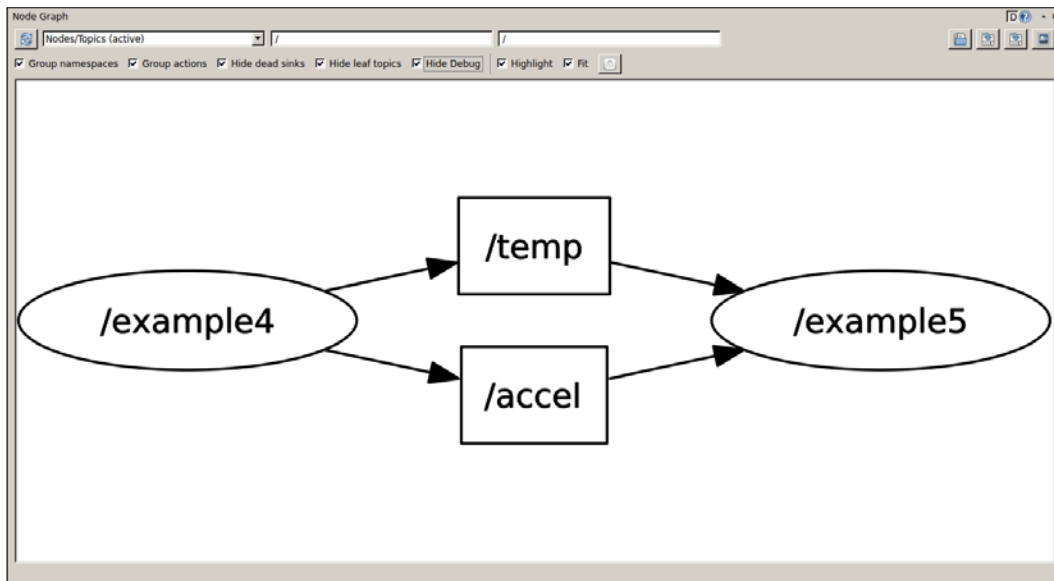 Node Graph
D
Nodes/Topics (active) / /
Group namespaces Group actions Hide dead sinks Hide leaf topics Hide Debug Highlight Fit
/temp
/example4 /example5
/accel